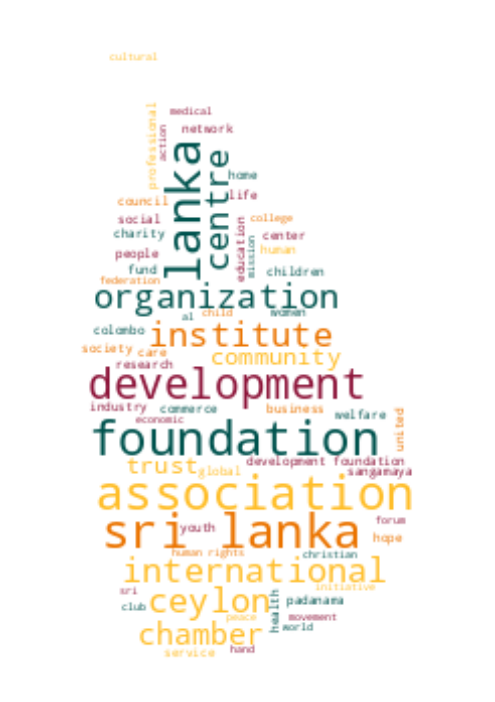 cultural
medical
professional
action
network
lanka
centre
home
life
council
social
college
charity
education
mission
center
people
human
fund
children
federation
organization
al
child
women
colombo
institute
society
care
community
research
development
industry
commerce
business
welfare
economic
united
foundation
trust
global
development foundation
sangamaya
association
sri lanka
youth
forum
hope
human rights
christian
international
initiative
sri
ceylon
health
padanama
club
peace
movement
world
chamber
service
hand